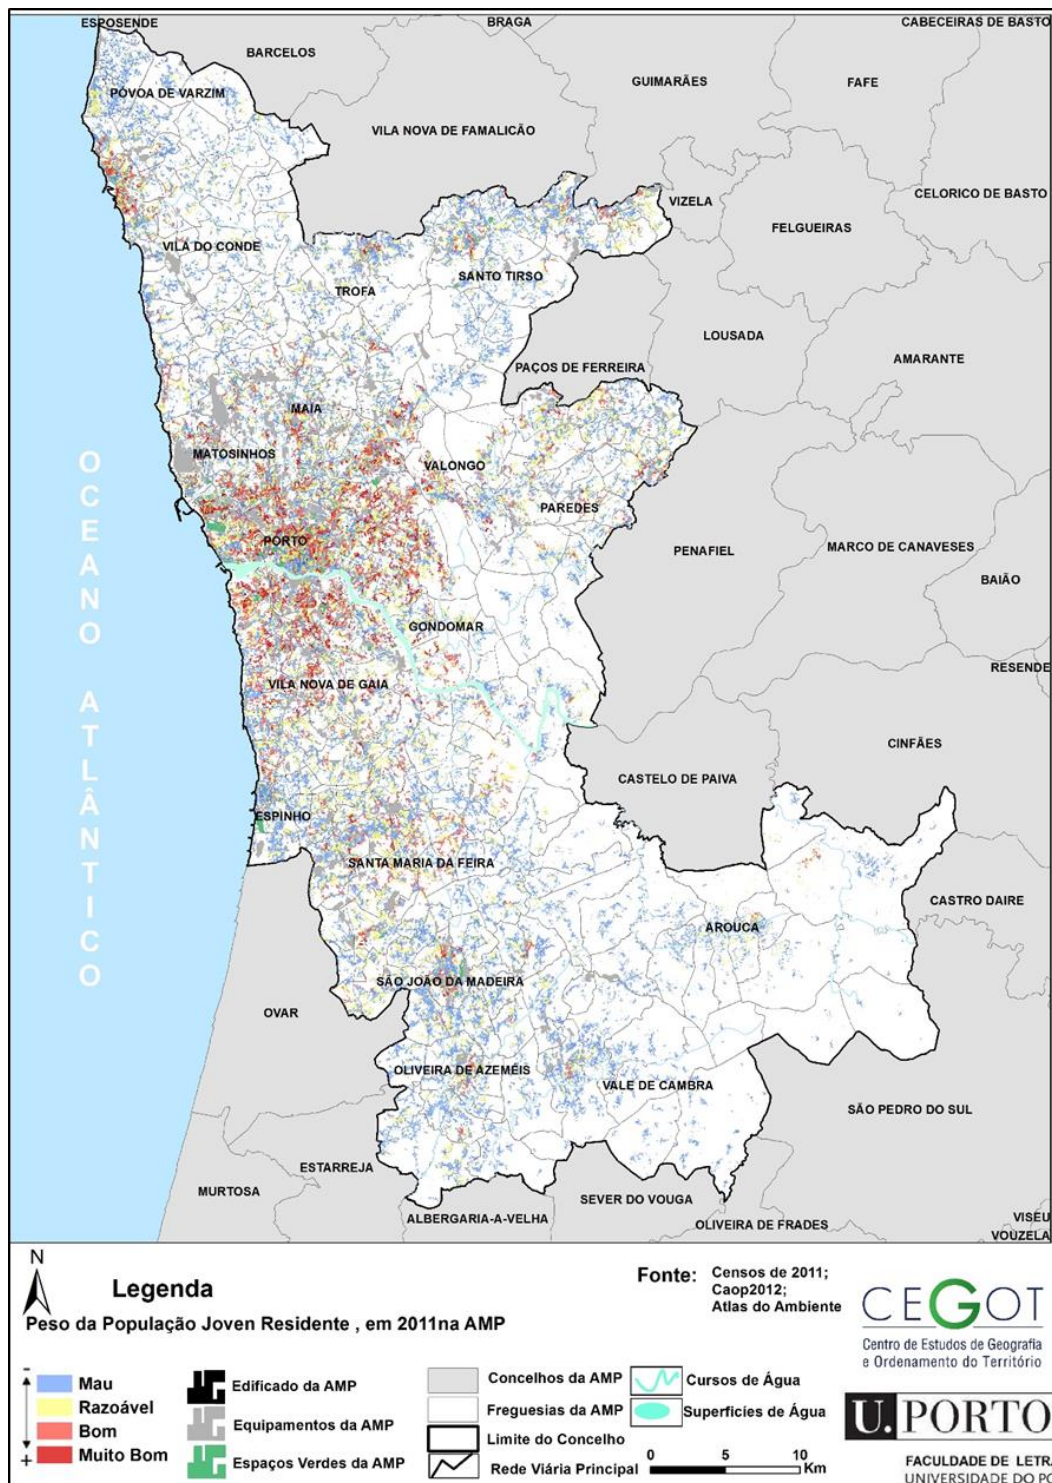 ESPOSENDE
BRAGA
CABECEIRAS DE BASTO
BARCELOS
GUIMARÃES
FAFE
PÓVOA DE VARZIM
VILA NOVA DE FAMALICÃO
CELORICO DE BASTO
VIZELA
FELGUEIRAS
VILA DO CONDE
SANTO TIRSO
TROFA
LOUSADA
AMARANTE
PAÇOS DE FERREIRA
MAIA
MATOSINHOS
VALONGO
PAREDES
PORTO
PENAFIEL
MARCO DE CANAVESES
BAIÃO
GONDOMAR
RESENDE
VILA NOVA DE GAIA
OCEANO ATLÂNTICO
CINFÃES
CASTELO DE PAIVA
ESPINHO
SANTA MARIA DA FEIRA
CASTRO DAIRE
AROUCA
SÃO JOÃO DA MADEIRA
OVAR
OLIVEIRA DE AZEMÉIS
VALE DE CAMBRA
SÃO PEDRO DO SUL
ESTARREJA
MURTOSA
SEVER DO VOUGA
ALBERGARIA-A-VELHA
OLIVEIRA DE FRADES
VISEU
VOUZELA
N
Legenda
Peso da População Joven Residente , em 2011na AMP
Fonte: Censos de 2011;
Caop2012;
Atlas do Ambiente
CEGOT
Centro de Estudos de Geografia
e Ordenamento do Território
-
Mau
Razoável
Bom
Muito Bom
+
Edificado da AMP
Equipamentos da AMP
Espaços Verdes da AMP
Concelhos da AMP
Freguesias da AMP
Limite do Concelho
Rede Viária Principal
Cursos de Água
Superfícies de Água
0 5 10
Km
U. PORTO
FACULDADE DE LETR
UNIVERSIDADE DO PO